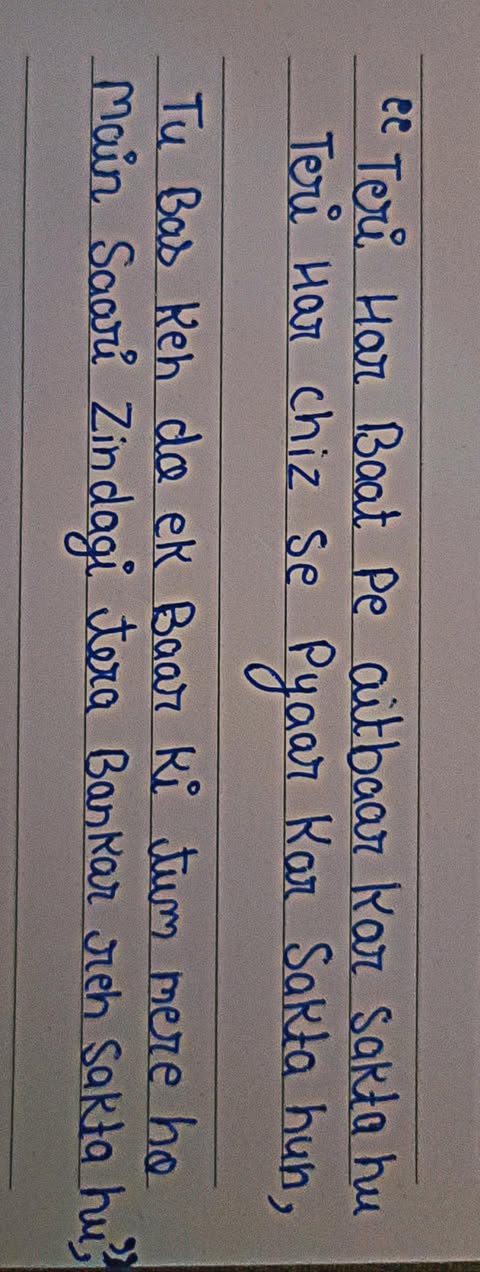 "Teri Har Baat Pe aitbaar Kar Sakta hu
Teri Har chiz Se Pyaar Kar Sakta hun,
Tu Bas Keh do ek Baar Ki tum mere ho
Main Saari Zindagi tera Bankar reh Sakta hu",